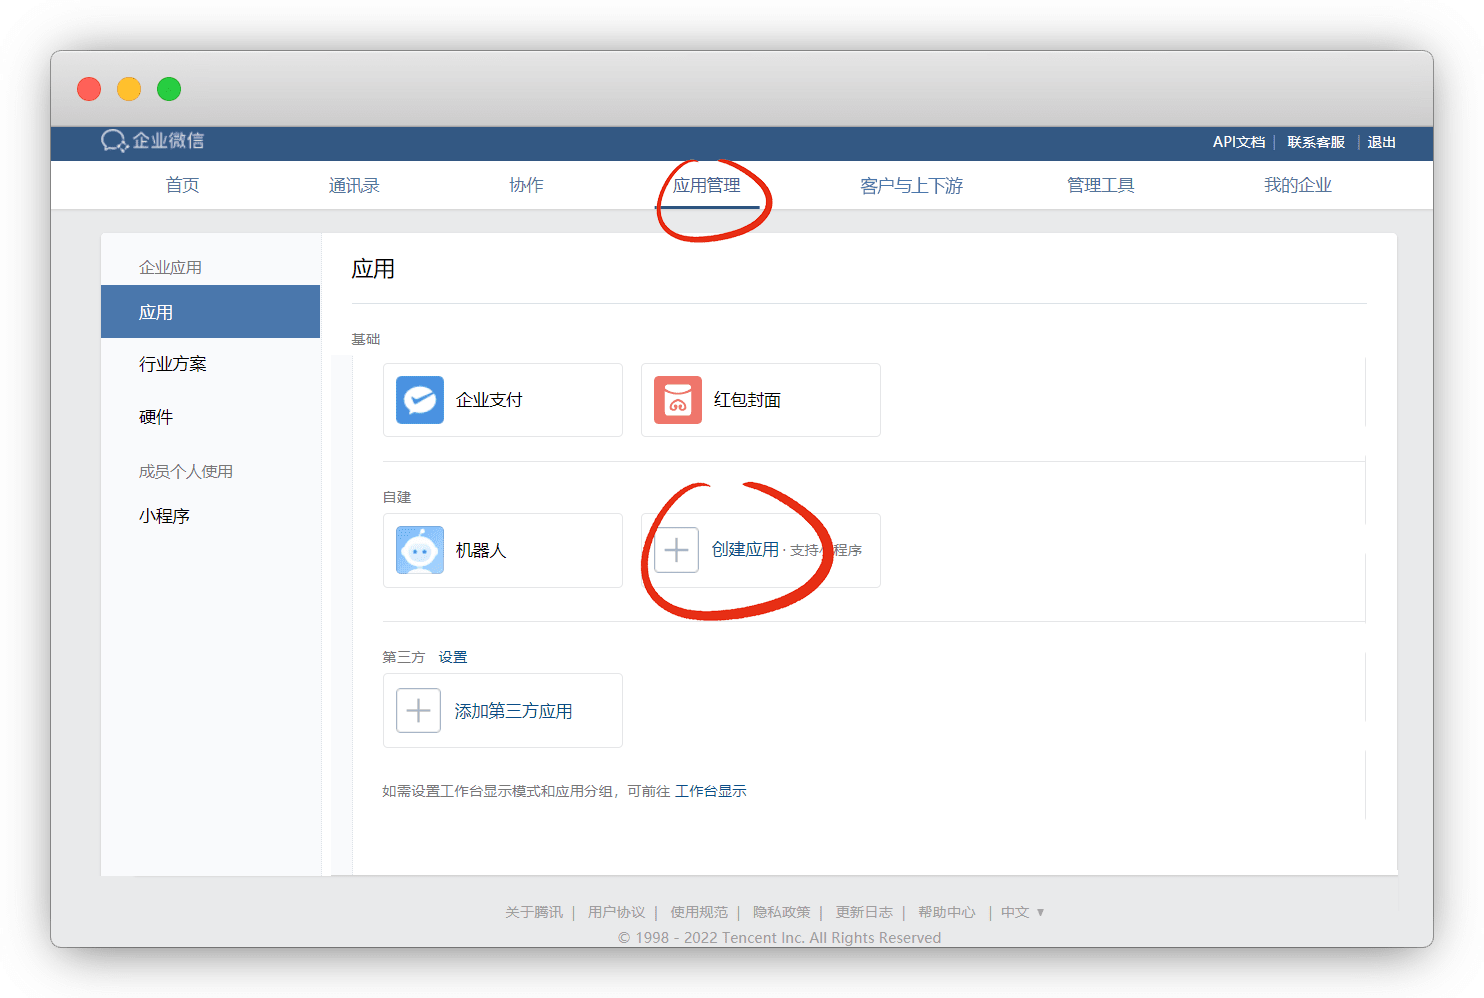 企业微信
API文档 | 联系客服 | 退出
首页 通讯录 协作 应用管理 客户与上下游 管理工具 我的企业
企业应用
应用
行业方案
硬件
成员个人使用
小程序
应用
基础
企业支付 红包封面
自建
机器人 创建应用 · 支持小程序
第三方 设置
添加第三方应用
如需设置工作台显示模式和应用分组，可前往 工作台显示
关于腾讯 | 用户协议 | 使用规范 | 隐私政策 | 更新日志 | 帮助中心 | 中文 ▼
© 1998 - 2022 Tencent Inc. All Rights Reserved